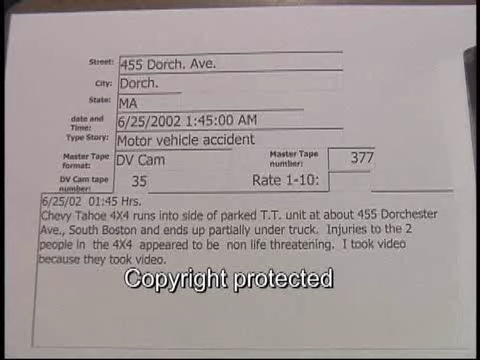 Street: 455 Dorch. Ave.
City: Dorch.
State: MA
date and Time: 6/25/2002 1:45:00 AM
Type Story: Motor vehicle accident
Master Tape format: DV Cam Master Tape number: 377
DV Cam tape number: 35 Rate 1-10:
6/25/02 01:45 Hrs.
Chevy Tahoe 4X4 runs into side of parked T.T. unit at about 455 Dorchester
Ave., South Boston and ends up partially under truck. Injuries to the 2
people in the 4X4 appeared to be non life threatening. I took video
because they took video.
Copyright protected